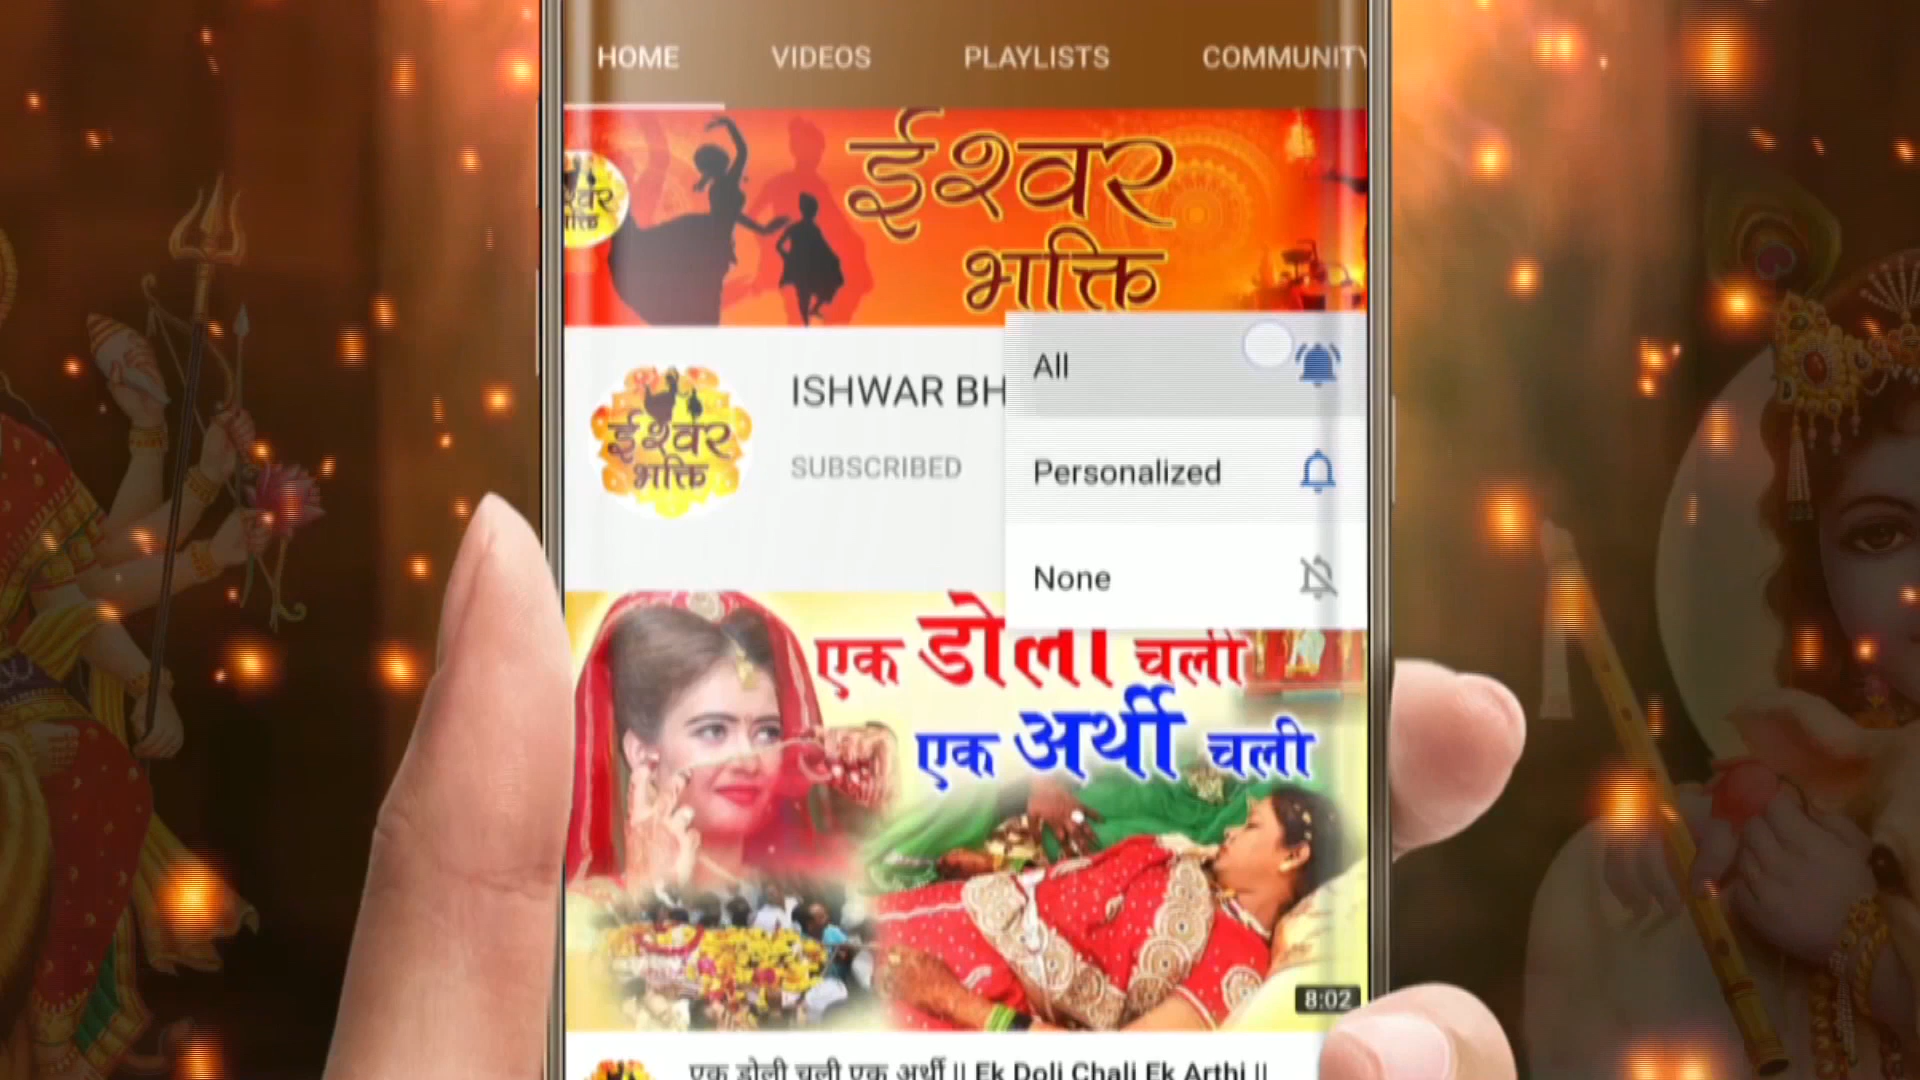 HOME VIDEOS PLAYLISTS COMMUNITY
ईश्वर
भक्ति
ईश्वर
भक्ति
ISHWAR BH
SUBSCRIBED
All
Personalized
None
एक डोली चली
एक अर्थी चली
8:02
एक डोली चली एक अर्थी || Ek Doli Chali Ek Arthi ||